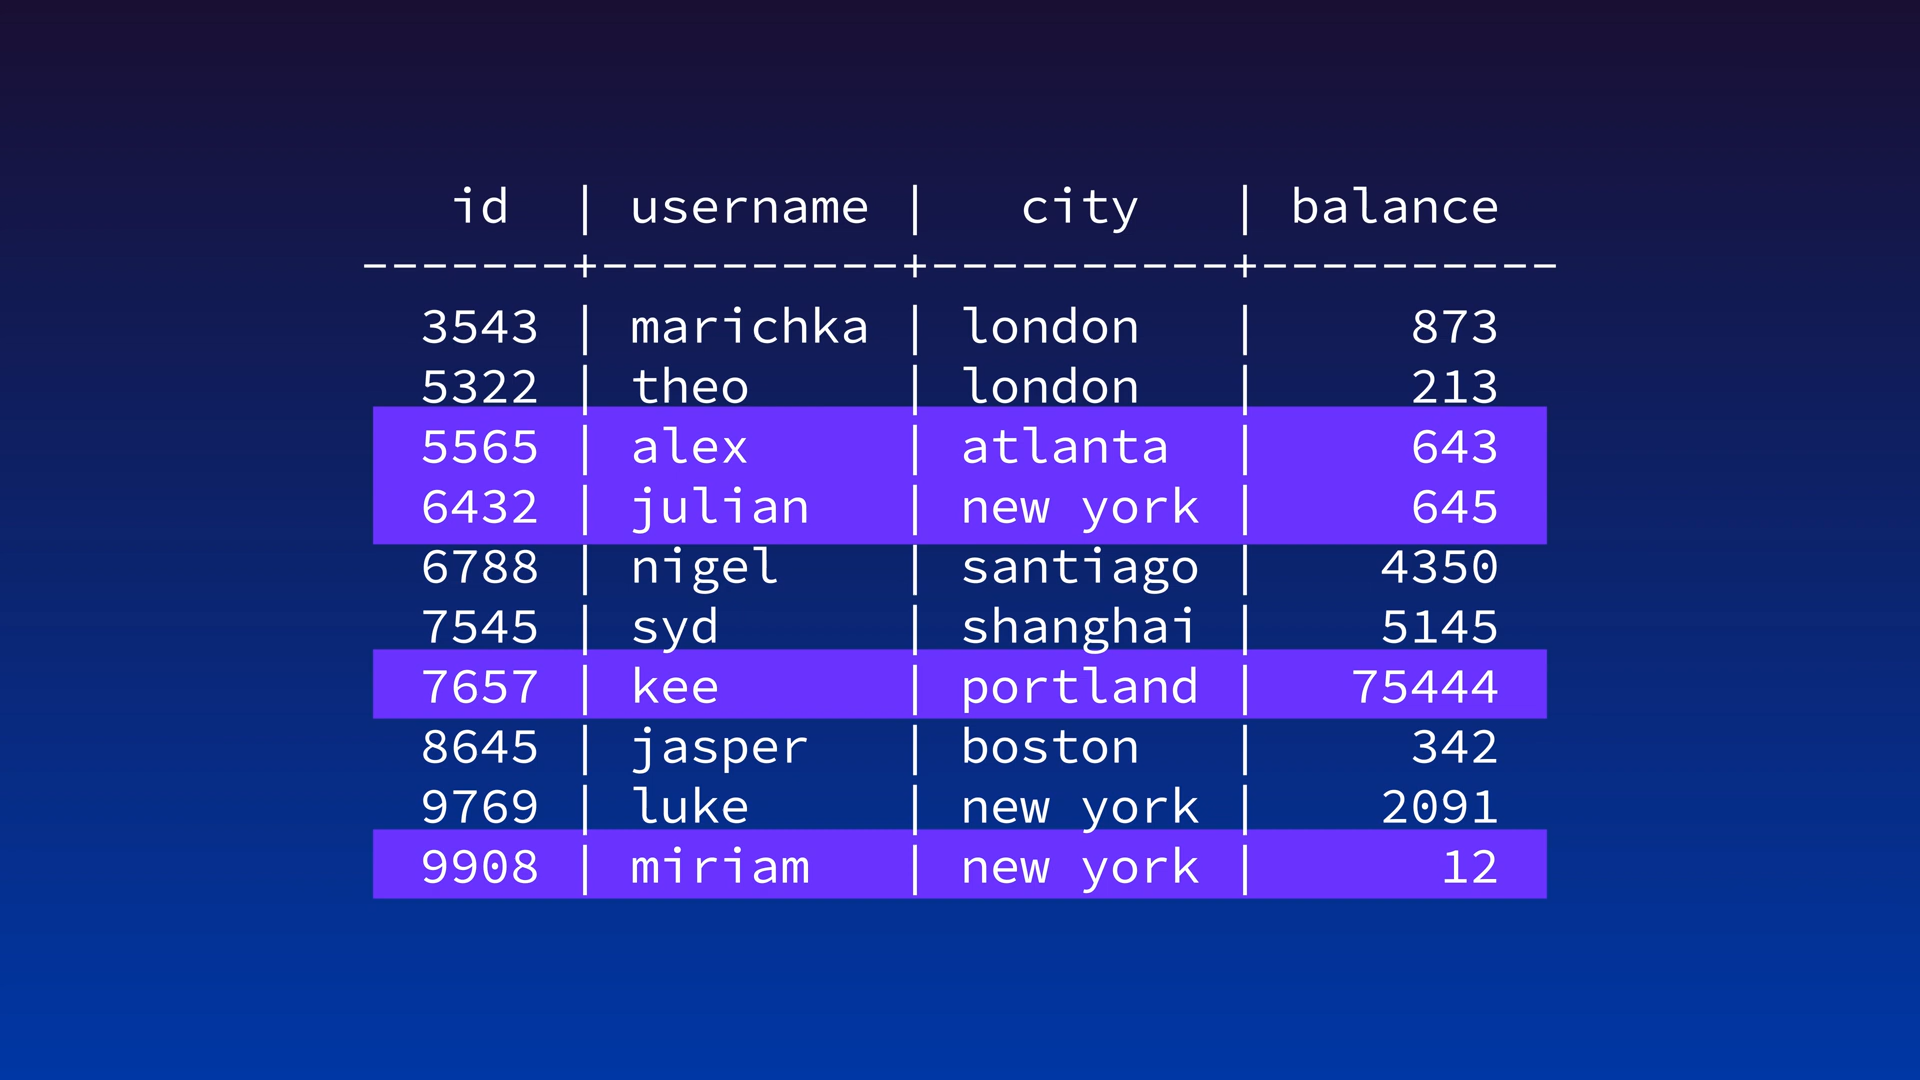 id | username | city | balance
-------+----------+----------+----------
3543 | marichka | london | 873
5322 | theo | london | 213
5565 | alex | atlanta | 643
6432 | julian | new york | 645
6788 | nigel | santiago | 4350
7545 | syd | shanghai | 5145
7657 | kee | portland | 75444
8645 | jasper | boston | 342
9769 | luke | new york | 2091
9908 | miriam | new york | 12